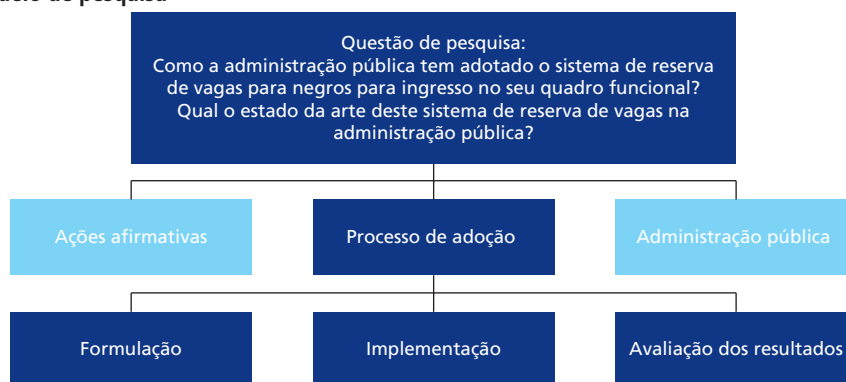 de pesquisa
Questão de pesquisa:
Como a administração pública tem adotado o sistema de reserva
de vagas para negros para ingresso no seu quadro funcional?
Qual o estado da arte deste sistema de reserva de vagas na
administração pública?
Ações afirmativas
Processo de adoção
Administração pública
Formulação
Implementação
Avaliação dos resultados